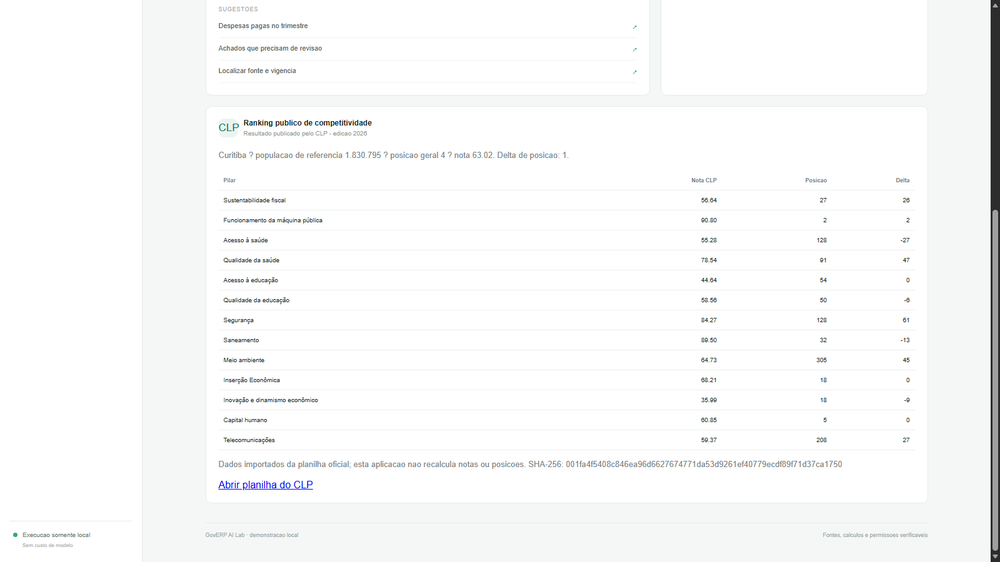 SUGESTOES
Despesas pagas no trimestre ↗
Achados que precisam de revisao ↗
Localizar fonte e vigencia ↗
CLP Ranking publico de competitividade
Resultado publicado pelo CLP - edicao 2026
Curitiba ? populacao de referencia 1.830.795 ? posicao geral 4 ? nota 63.02. Delta de posicao: 1.
Pilar Nota CLP Posicao Delta
Sustentabilidade fiscal 56.64 27 26
Funcionamento da máquina pública 90.80 2 2
Acesso à saúde 55.28 128 -27
Qualidade da saúde 78.54 91 47
Acesso à educação 44.64 54 0
Qualidade da educação 58.56 50 -6
Segurança 84.27 128 61
Saneamento 89.50 32 -13
Meio ambiente 64.73 305 45
Inserção Econômica 68.21 18 0
Inovação e dinamismo econômico 35.99 18 -9
Capital humano 60.85 5 0
Telecomunicações 59.37 208 27
Dados importados da planilha oficial; esta aplicacao nao recalcula notas ou posicoes. SHA-256: 001fa4f5408c846ea96d6627674771da53d9261ef40779ecdf89f71d37ca1750
Abrir planilha do CLP
Execucao somente local
Sem custo de modelo
GovERP AI Lab · demonstracao local
Fontes, calculos e permissoes verificaveis